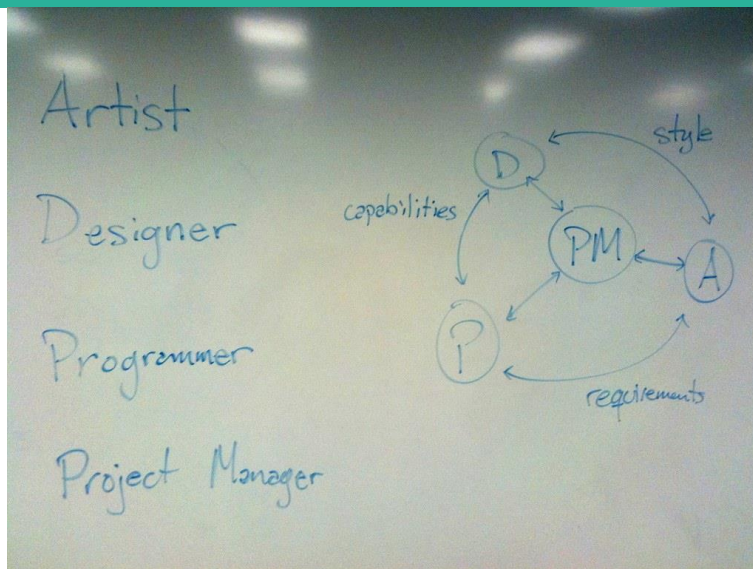 Artist
Designer
Programmer
Project Manager
style
D
capabilities
PM
A
P
requirements